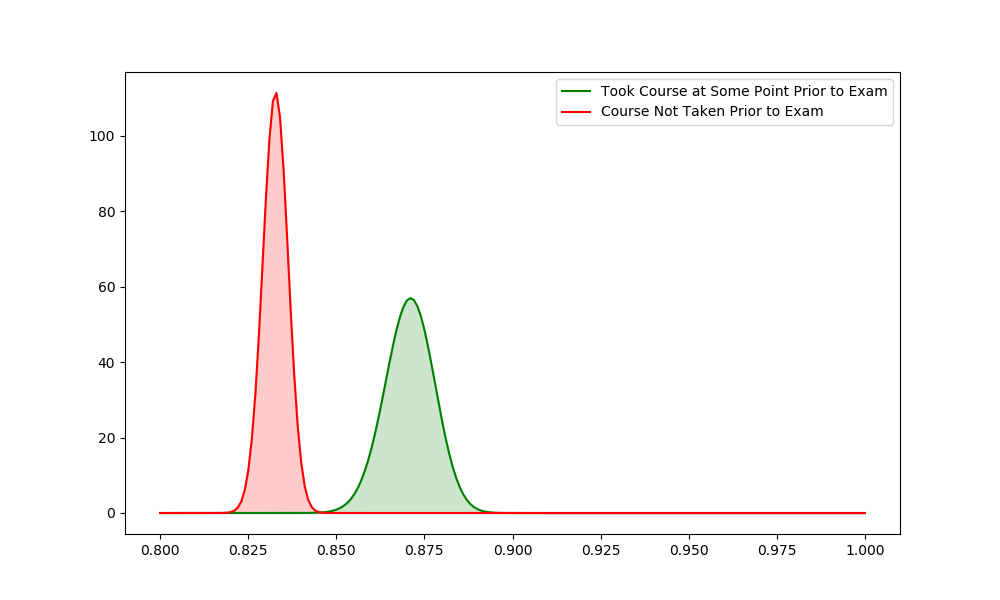 Took Course at Some Point Prior to Exam
Course Not Taken Prior to Exam
100
80
60
40
20
0
0.800 0.825 0.850 0.875 0.900 0.925 0.950 0.975 1.000